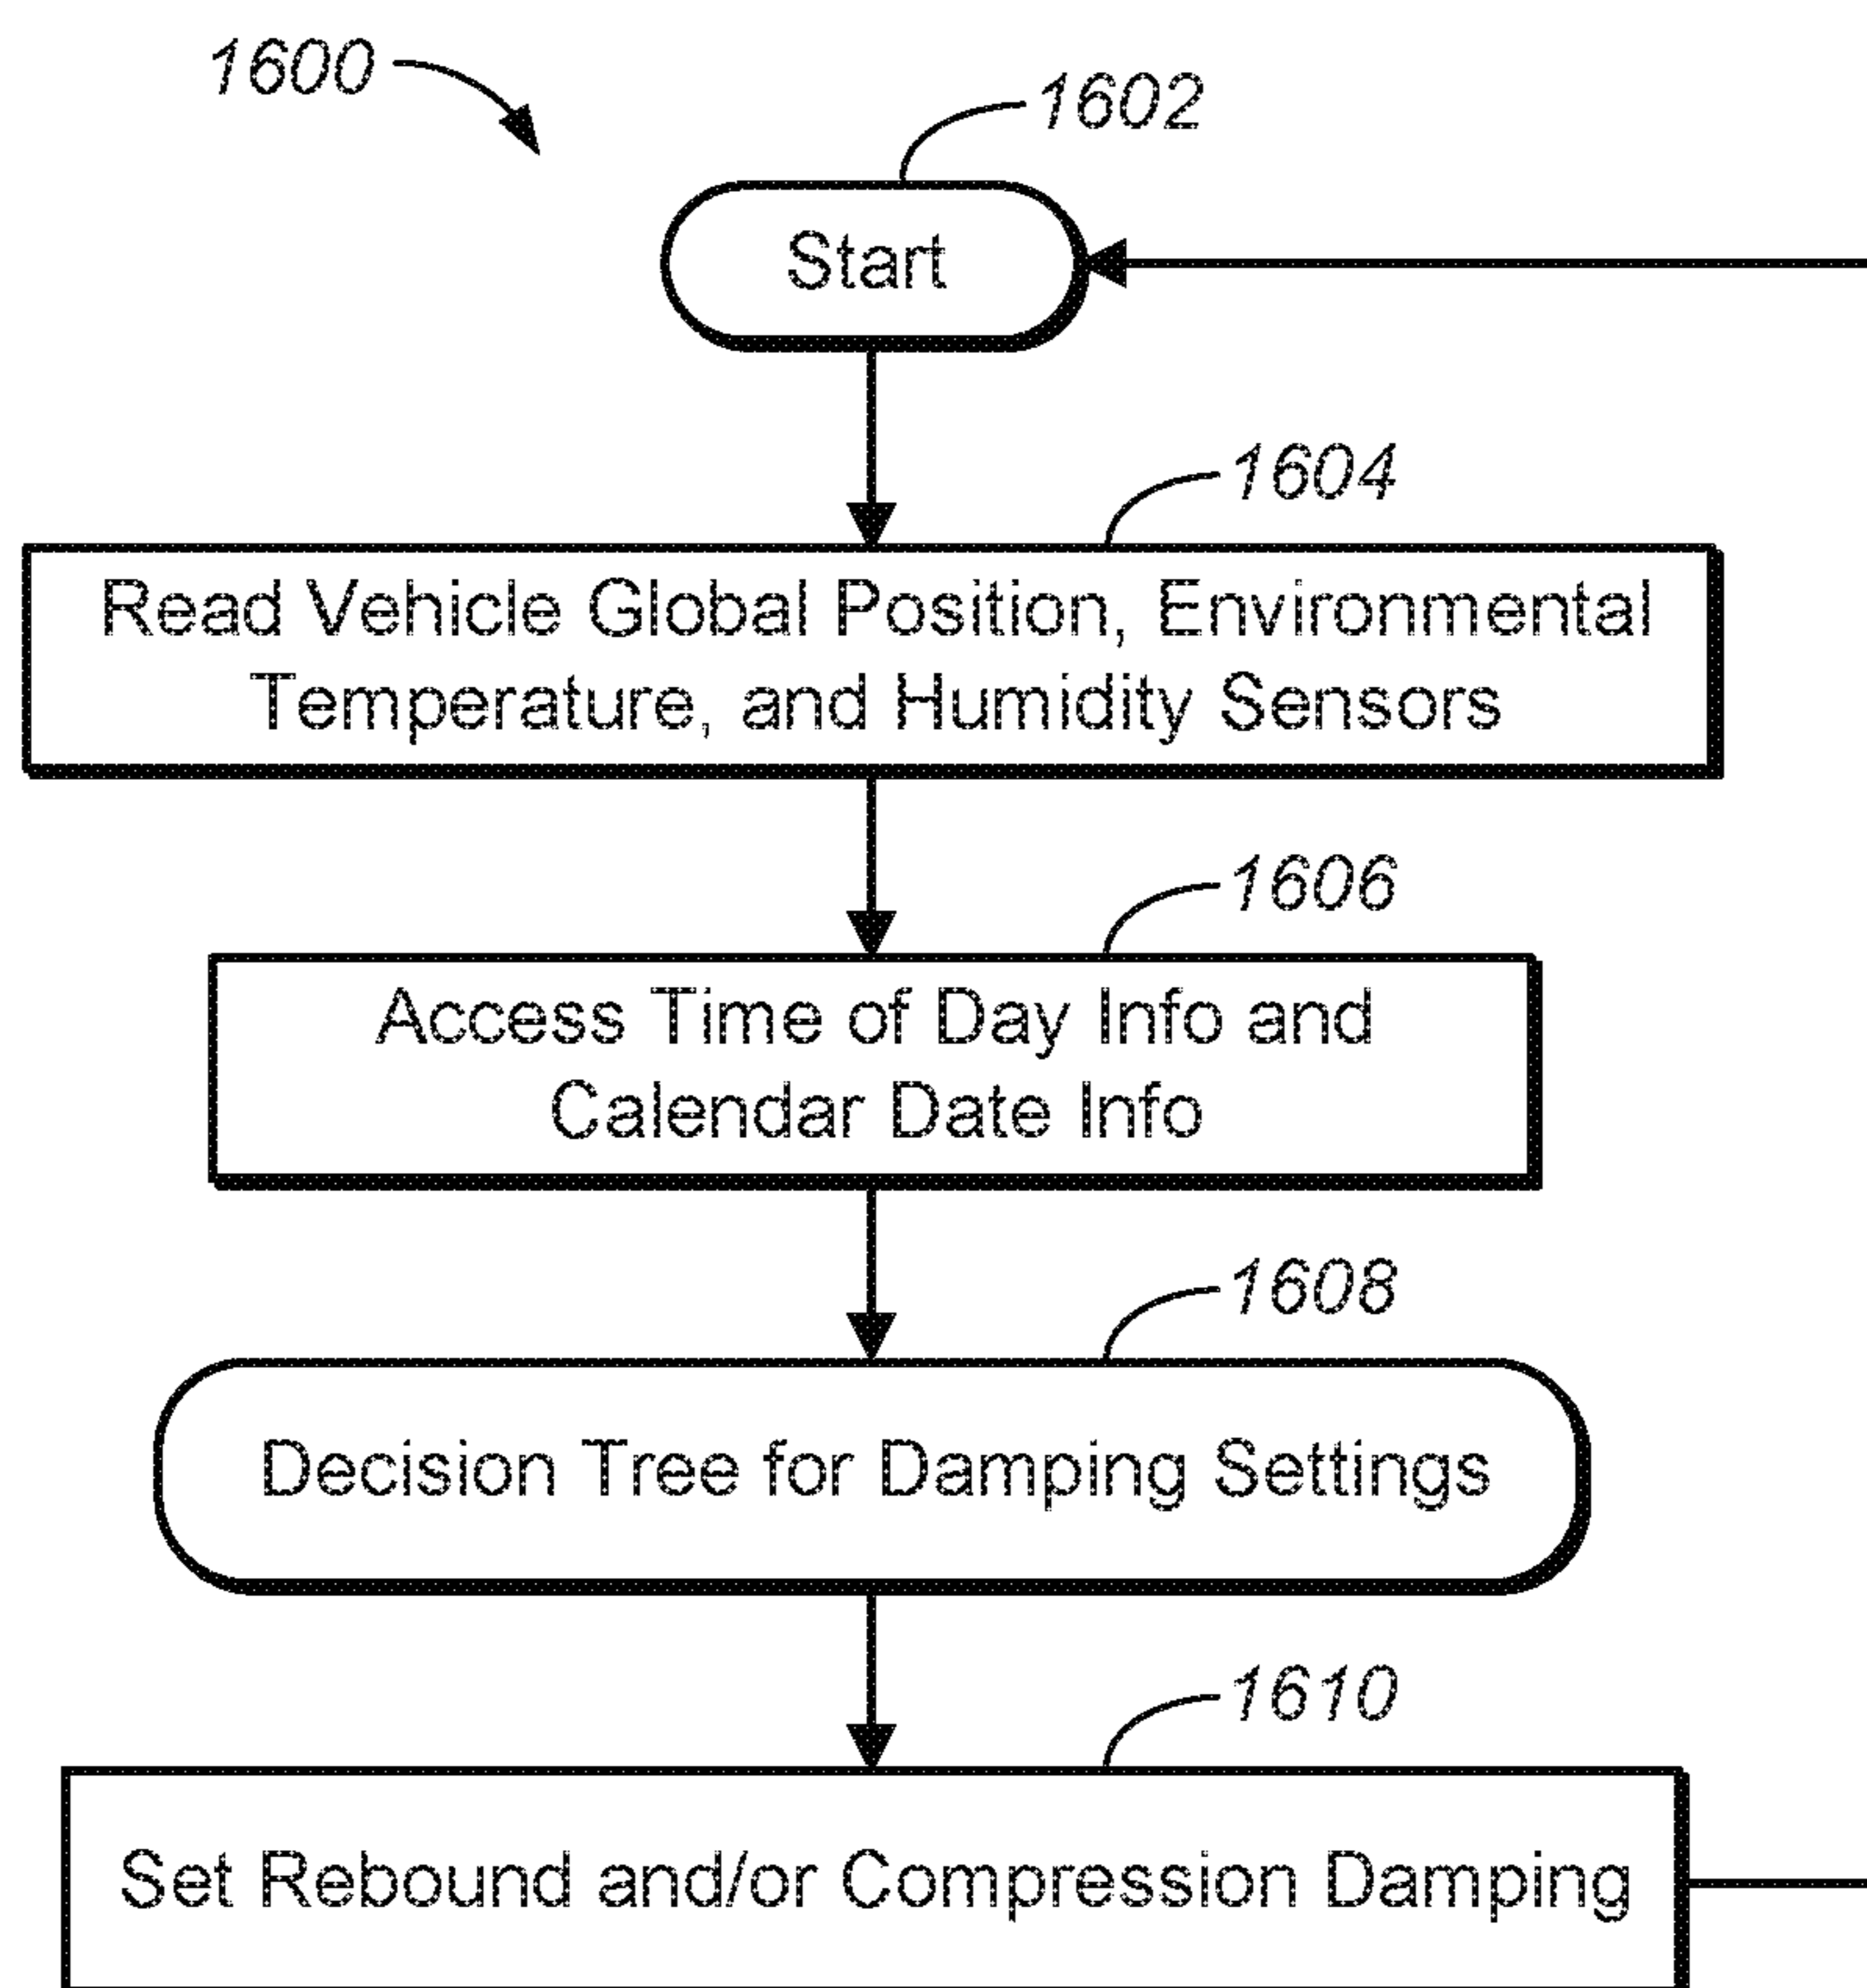 1600
1602
Start
1604
Read Vehicle Global Position, Environmental
Temperature, and Humidity Sensors
1606
Access Time of Day Info and
Calendar Date Info
1608
Decision Tree for Damping Settings
1610
Set Rebound and/or Compression Damping